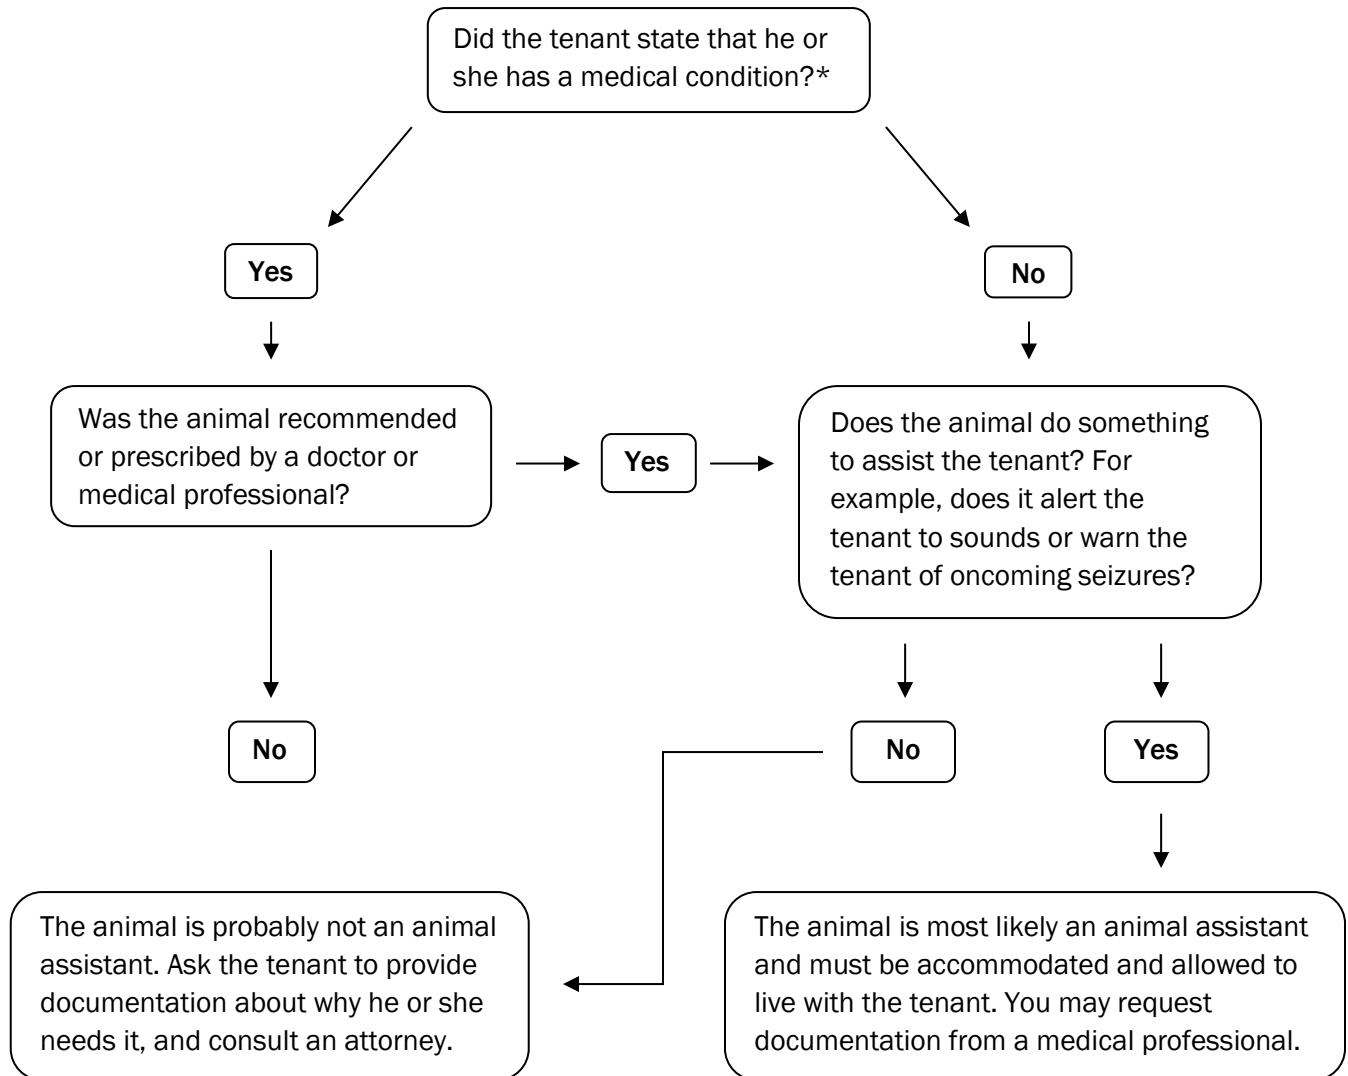 Did the tenant state that he or
she has a medical condition?*
Yes
No
Was the animal recommended
or prescribed by a doctor or
medical professional?
Yes
Does the animal do something
to assist the tenant? For
example, does it alert the
tenant to sounds or warn the
tenant of oncoming seizures?
No
No
Yes
The animal is probably not an animal
assistant. Ask the tenant to provide
documentation about why he or she
needs it, and consult an attorney.
The animal is most likely an animal assistant
and must be accommodated and allowed to
live with the tenant. You may request
documentation from a medical professional.